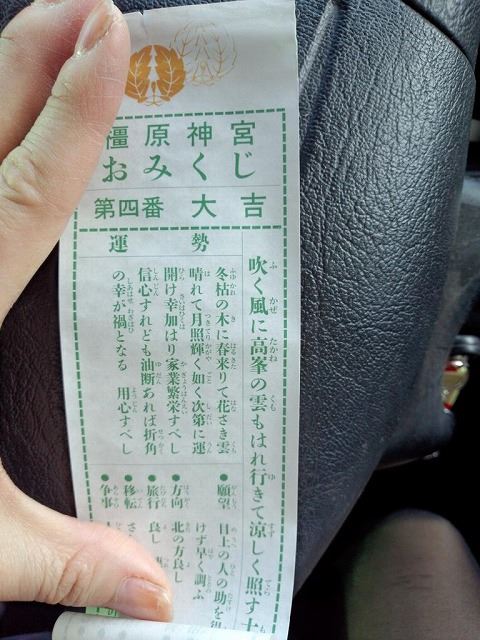 橿原神宮
おみくじ
第四番 大吉
吹く風に高峯の雲もはれ行きて涼しく照す十
運勢
冬枯の木に春来りて花さき雲
晴れて月照輝く如く次第に運
開け幸加はり家業繁栄すべし
信心すれども油断あれば折角
の幸が禍となる 用心すべし
●願望 目上の人の助を
けず早く調ふ
●方向 北の方良し
●旅行 良し
●移転 さ
●争事